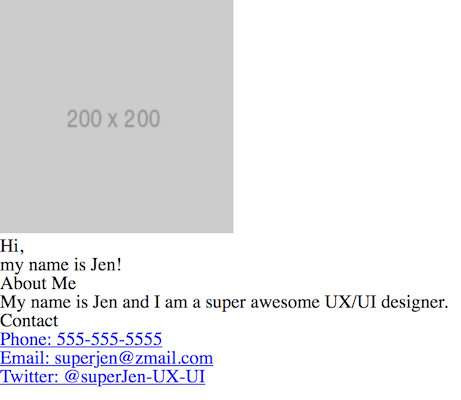 200 x 200
Hi,
my name is Jen!
About Me
My name is Jen and I am a super awesome UX/UI designer.
Contact
Phone: 555-555-5555
Email: superjen@zmail.com
Twitter: @superJen-UX-UI